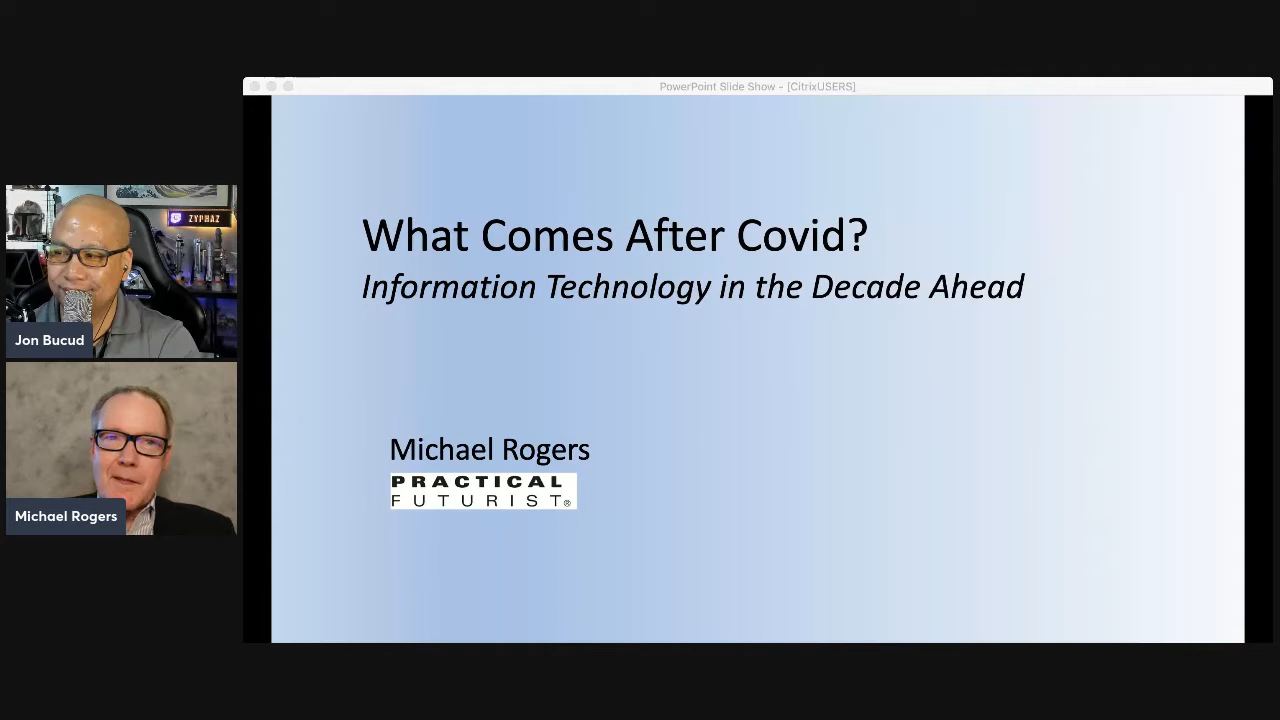 PowerPoint Slide Show - [CitrixUSERS]
What Comes After Covid?
Information Technology in the Decade Ahead
Michael Rogers
PRACTICAL
FUTURIST®
ZYPHAZ
Jon Bucud
Michael Rogers